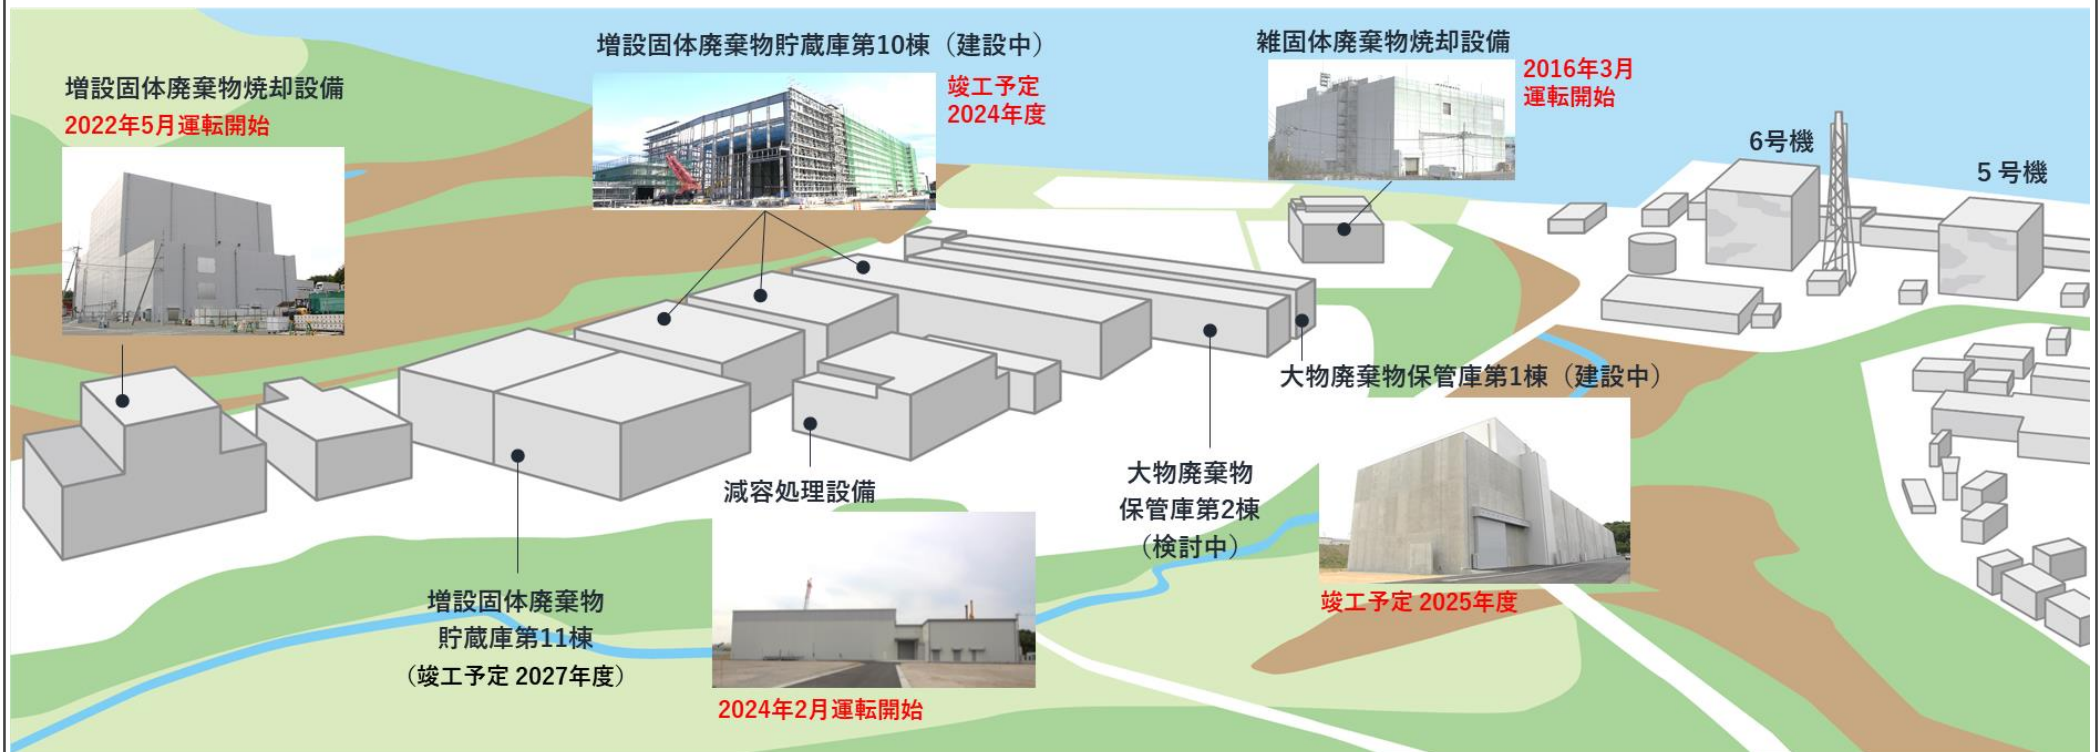 増設固体廃棄物焼却設備
2022年5月運転開始
増設固体廃棄物貯蔵庫第10棟（建設中）
竣工予定
2024年度
雑固体廃棄物焼却設備
2016年3月
運転開始
6号機
5 号機
大物廃棄物保管庫第1棟（建設中）
竣工予定 2025年度
大物廃棄物
保管庫第2棟
（検討中）
減容処理設備
2024年2月運転開始
増設固体廃棄物
貯蔵庫第11棟
（竣工予定 2027年度）